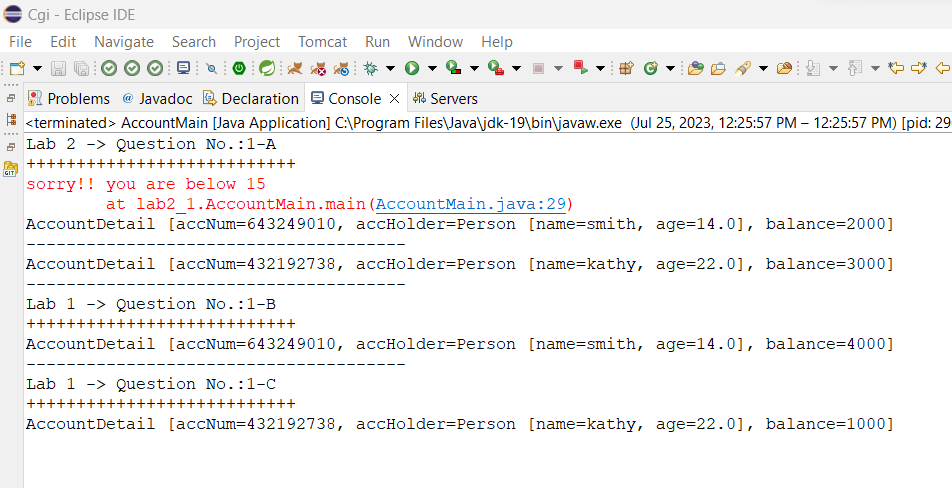 Cgi - Eclipse IDE
File Edit Navigate Search Project Tomcat Run Window Help
Problems @ Javadoc Declaration Console Servers
<terminated> AccountMain [Java Application] C:\Program Files\Java\jdk-19\bin\javaw.exe (Jul 25, 2023, 12:25:57 PM – 12:25:57 PM) [pid: 29
Lab 2 -> Question No.:1-A
+++++++++++++++++++++++++++
sorry!! you are below 15
at lab2_1.AccountMain.main(AccountMain.java:29)
AccountDetail [accNum=643249010, accHolder=Person [name=smith, age=14.0], balance=2000]
--------------------------------------
AccountDetail [accNum=432192738, accHolder=Person [name=kathy, age=22.0], balance=3000]
--------------------------------------
Lab 1 -> Question No.:1-B
+++++++++++++++++++++++++++
AccountDetail [accNum=643249010, accHolder=Person [name=smith, age=14.0], balance=4000]
--------------------------------------
Lab 1 -> Question No.:1-C
+++++++++++++++++++++++++++
AccountDetail [accNum=432192738, accHolder=Person [name=kathy, age=22.0], balance=1000]
GIT